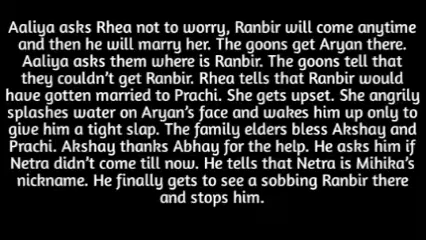 Aaliya asks Rhea not to worry, Ranbir will come anytime
and then he will marry her. The goons get Aryan there.
Aaliya asks them where is Ranbir. The goons tell that
they couldn't get Ranbir. Rhea tells that Ranbir would
have gotten married to Prachi. She gets upset. She angrily
splashes water on Aryan's face and wakes him up only to
give him a tight slap. The family elders bless Akshay and
Prachi. Akshay thanks Abhay for the help. He asks him if
Netra didn't come till now. He tells that Netra is Mihika's
nickname. He finally gets to see a sobbing Ranbir there
and stops him.